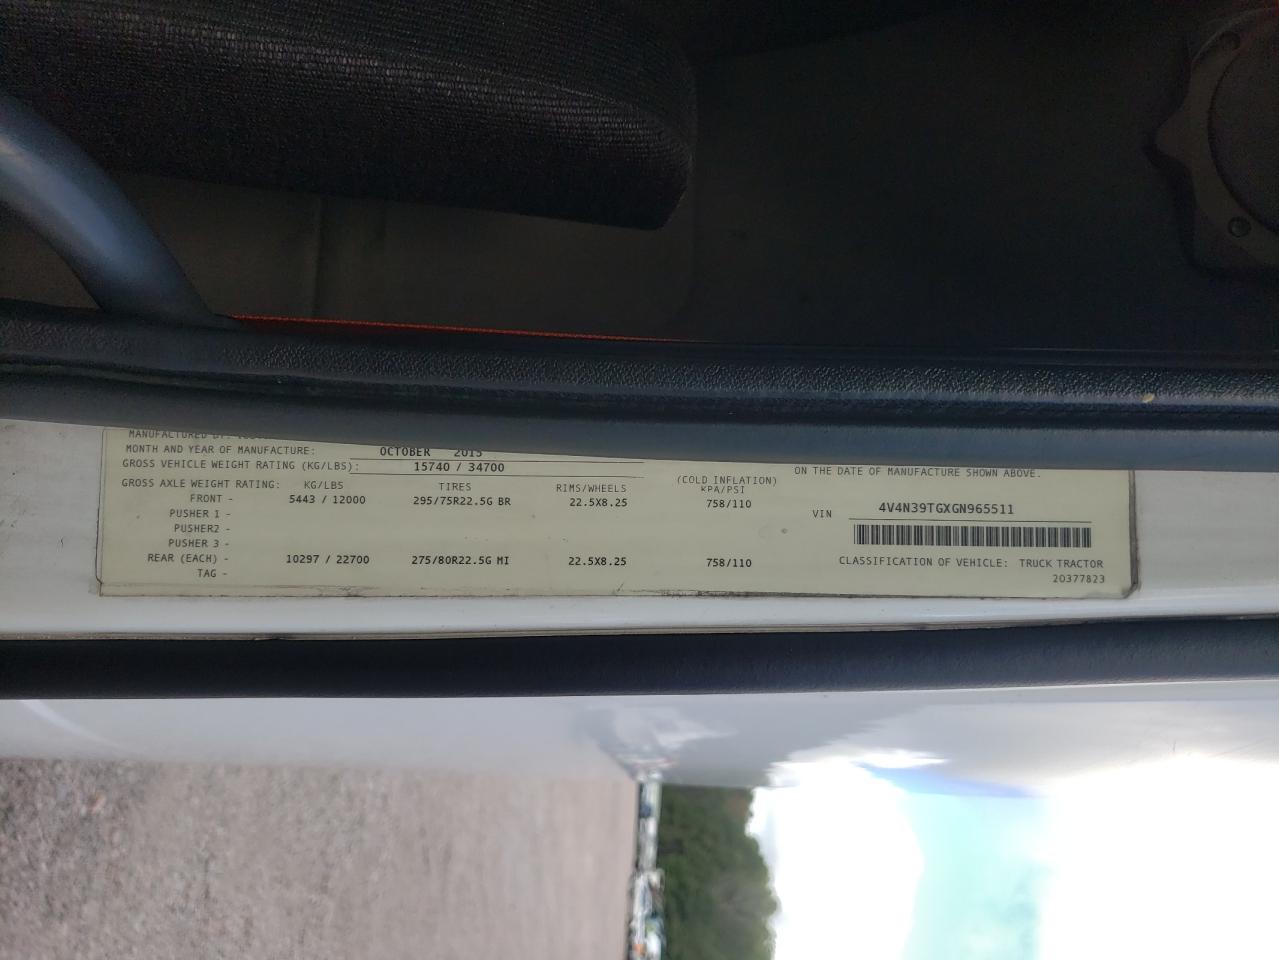 MANUFACTURED BY:
MONTH AND YEAR OF MANUFACTURE: OCTOBER 2015
GROSS VEHICLE WEIGHT RATING (KG/LBS): 15740 / 34700
ON THE DATE OF MANUFACTURE SHOWN ABOVE.
GROSS AXLE WEIGHT RATING: KG/LBS TIRES RIMS/WHEELS (COLD INFLATION) KPA/PSI
FRONT - 5443 / 12000 295/75R22.5G BR 22.5X8.25 758/110
VIN 4V4N39TGXGN965511
PUSHER 1 -
PUSHER2 -
PUSHER 3 -
REAR (EACH) - 10297 / 22700 275/80R22.5G MI 22.5X8.25 758/110
CLASSIFICATION OF VEHICLE: TRUCK TRACTOR
TAG -
20377823